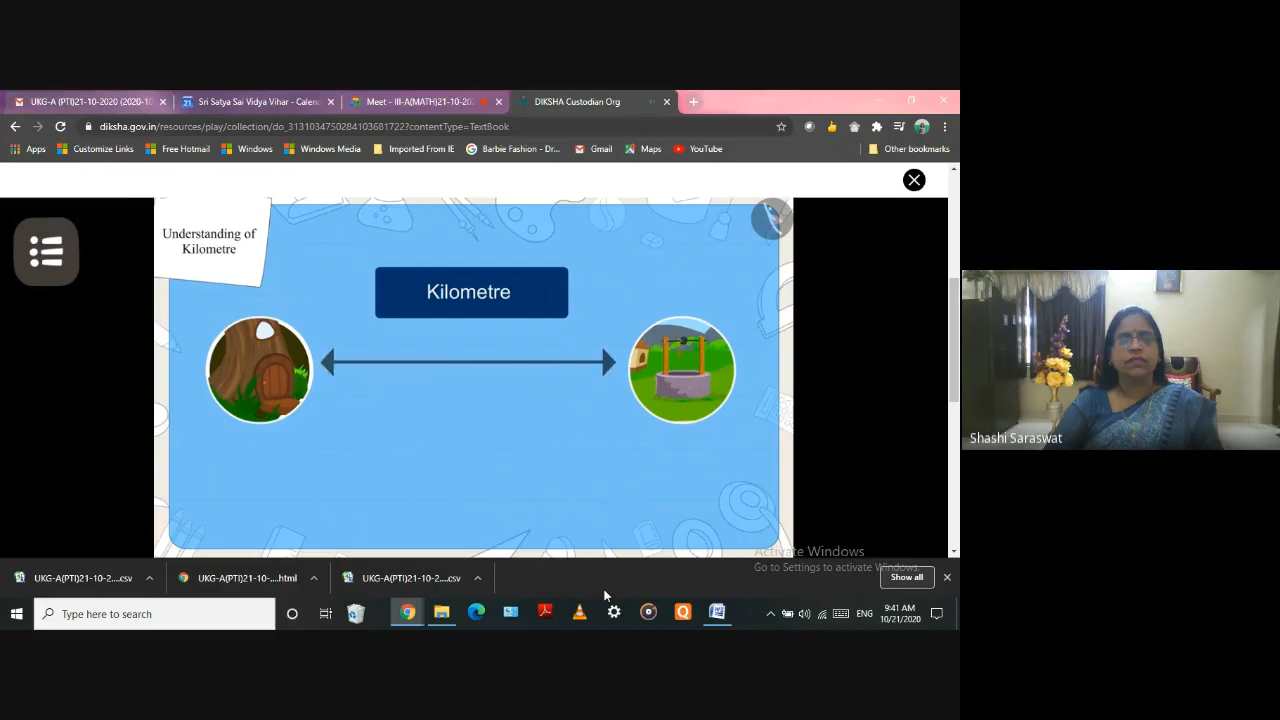 UKG-A (PTI)21-10-2020 (2020-10
Sri Satya Sai Vidya Vihar - Calen
Meet - III-A(MATH)21-10-20
DIKSHA Custodian Org
diksha.gov.in/resources/play/collection/do_3131034750284103681722?contentType=TextBook
Apps
Customize Links
Free Hotmail
Windows
Windows Media
Imported From IE
Barbie Fashion - Dr...
Gmail
Maps
YouTube
Other bookmarks
Understanding of
Kilometre
Kilometre
Shashi Saraswat
Activate Windows
Go to Settings to activate Windows.
UKG-A(PTI)21-10-2....csv
UKG-A(PTI)21-10-....html
UKG-A(PTI)21-10-2....csv
Show all
Type here to search
ENG
9:41 AM
10/21/2020